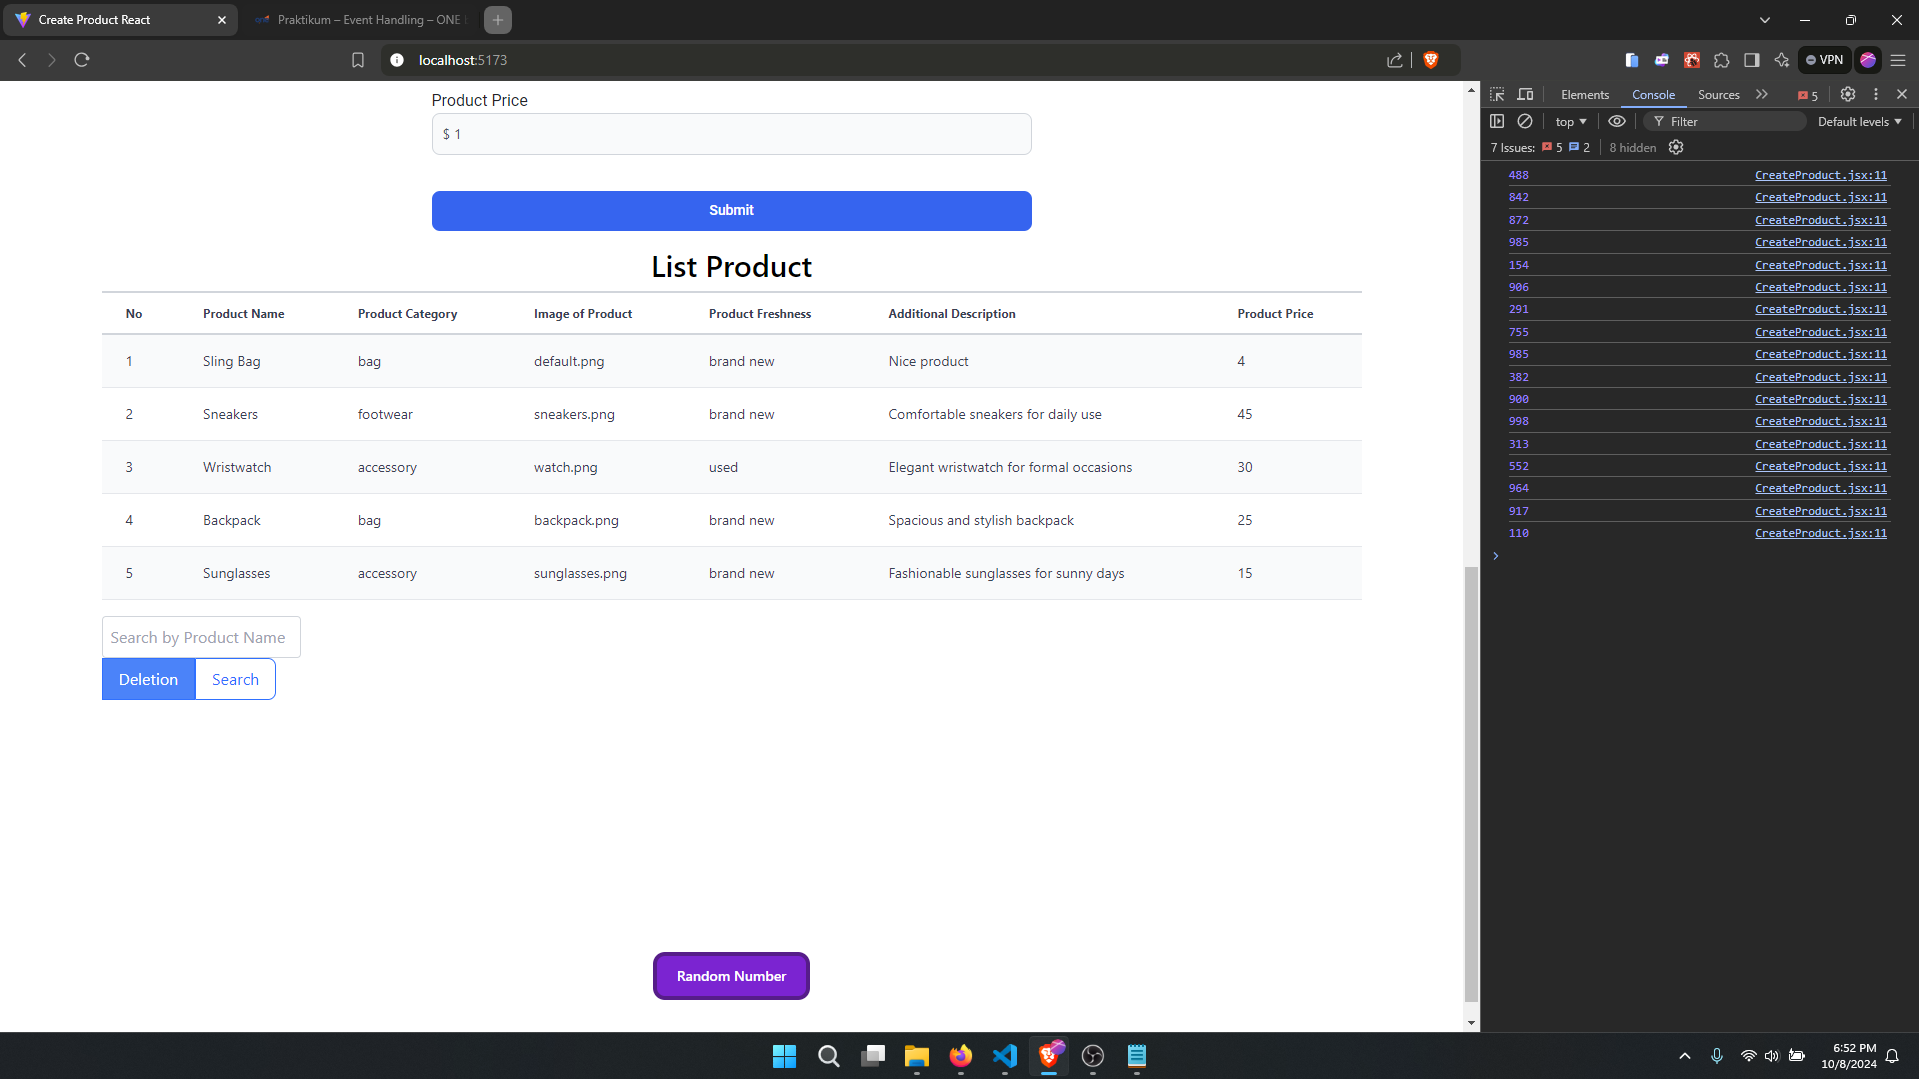 Create Product React
Praktikum – Event Handling – ONE
localhost:5173
VPN
Product Price
$ 1
Submit
List Product
No Product Name Product Category Image of Product Product Freshness Additional Description Product Price
1 Sling Bag bag default.png brand new Nice product 4
2 Sneakers footwear sneakers.png brand new Comfortable sneakers for daily use 45
3 Wristwatch accessory watch.png used Elegant wristwatch for formal occasions 30
4 Backpack bag backpack.png brand new Spacious and stylish backpack 25
5 Sunglasses accessory sunglasses.png brand new Fashionable sunglasses for sunny days 15
Search by Product Name
Deletion Search
Random Number
Elements Console Sources 5
top Filter Default levels
7 Issues: 5 2 8 hidden
488 CreateProduct.jsx:11
842 CreateProduct.jsx:11
872 CreateProduct.jsx:11
985 CreateProduct.jsx:11
154 CreateProduct.jsx:11
906 CreateProduct.jsx:11
291 CreateProduct.jsx:11
755 CreateProduct.jsx:11
985 CreateProduct.jsx:11
382 CreateProduct.jsx:11
900 CreateProduct.jsx:11
998 CreateProduct.jsx:11
313 CreateProduct.jsx:11
552 CreateProduct.jsx:11
964 CreateProduct.jsx:11
917 CreateProduct.jsx:11
110 CreateProduct.jsx:11
6:52 PM
10/8/2024